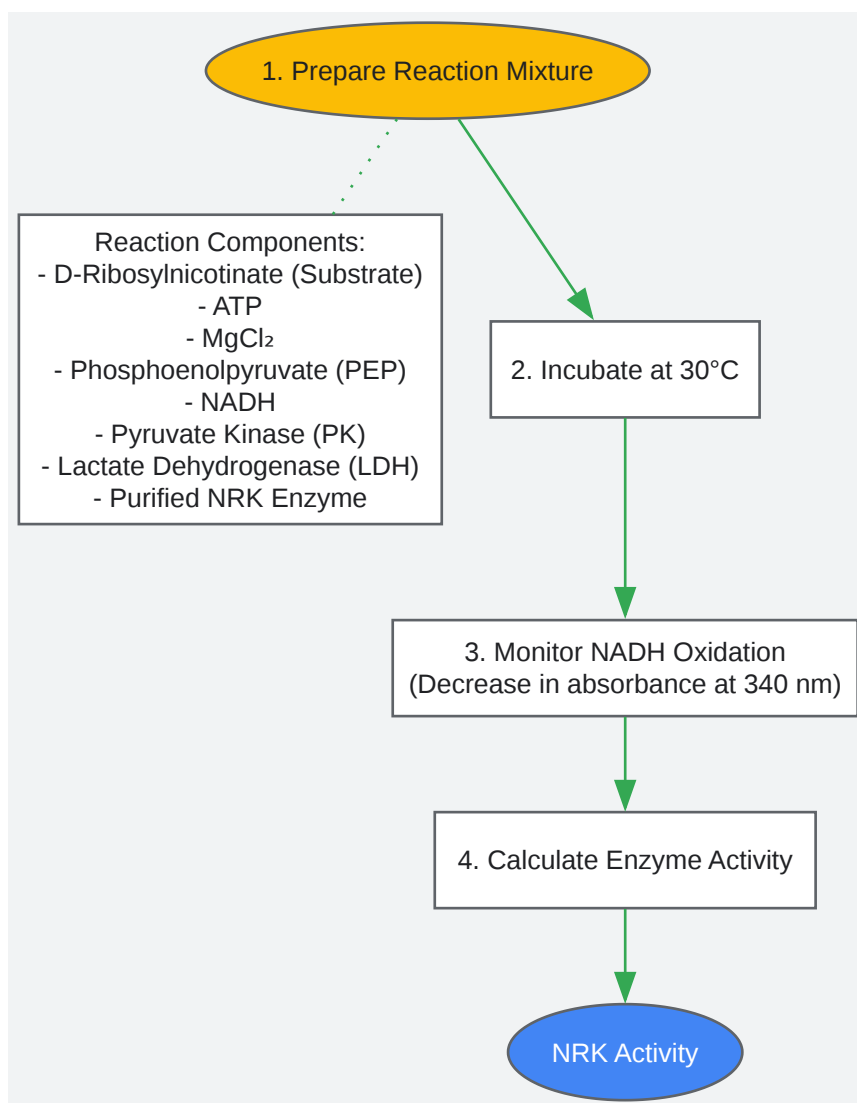 1. Prepare Reaction Mixture
Reaction Components:
- D-Ribosylnicotinate (Substrate)
- ATP
- MgCl₂
- Phosphoenolpyruvate (PEP)
- NADH
- Pyruvate Kinase (PK)
- Lactate Dehydrogenase (LDH)
- Purified NRK Enzyme
2. Incubate at 30°C
3. Monitor NADH Oxidation
(Decrease in absorbance at 340 nm)
4. Calculate Enzyme Activity
NRK Activity